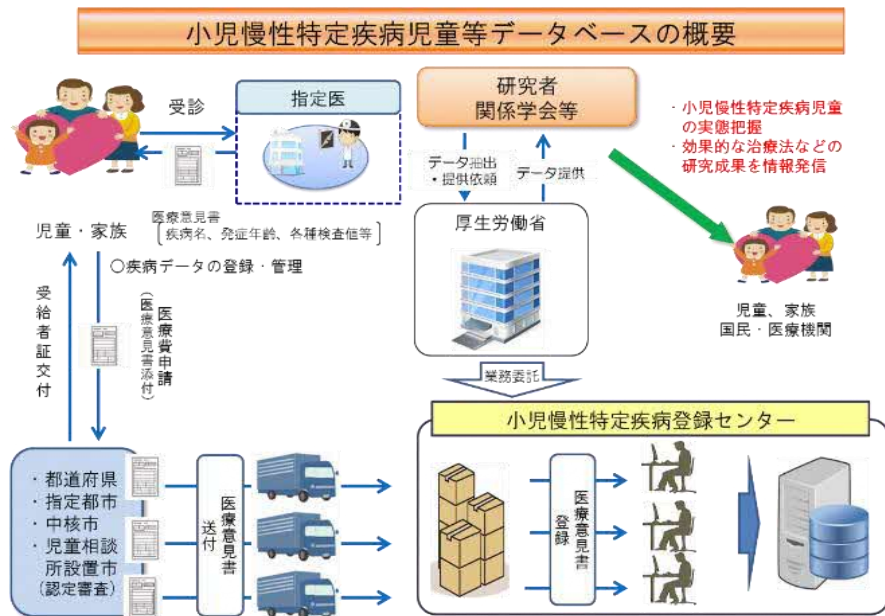 小児慢性特定疾病児童等データベースの概要
受診
指定医
研究者
関係学会等
・小児慢性特定疾病児童
の実態把握
・効果的な治療法などの
研究成果を情報発信
データ抽出
・提供依頼
データ提供
厚生労働省
児童・家族
医療意見書
疾病名、発症年齢、各種検査値等
○疾病データの登録・管理
受給者証交付
医療費申請
(医療意見書添付)
児童、家族
国民・医療機関
業務委託
小児慢性特定疾病登録センター
・都道府県
・指定都市
・中核市
・児童相談
所設置市
(認定審査)
医療意見書
送付
医療意見書
登録